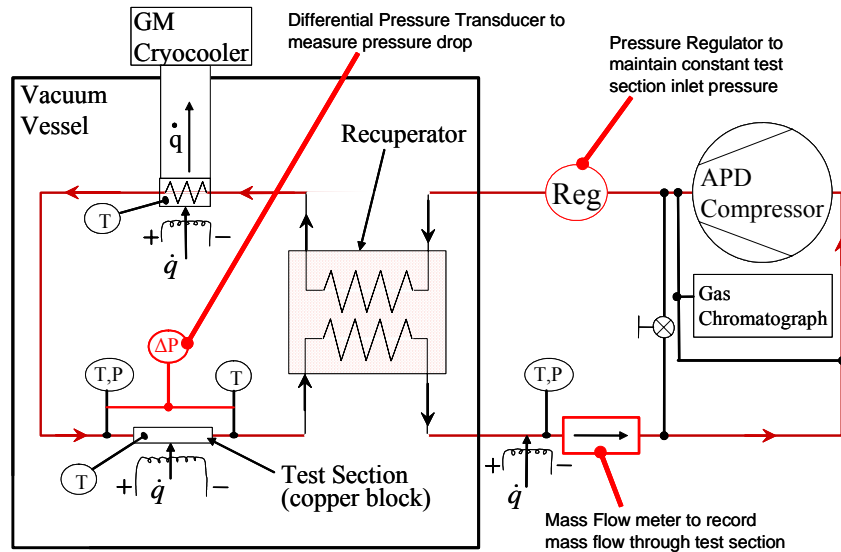 GM
Cryocooler
Differential Pressure Transducer to
measure pressure drop
Pressure Regulator to
maintain constant test
section inlet pressure
Vacuum
Vessel
q̇
Recuperator
T
+ −
q̇
Reg
APD
Compressor
Gas
Chromatograph
ΔP
T,P
T
T,P
T
+ −
q̇
Test Section
(copper block)
+ −
q̇
Mass Flow meter to record
mass flow through test section